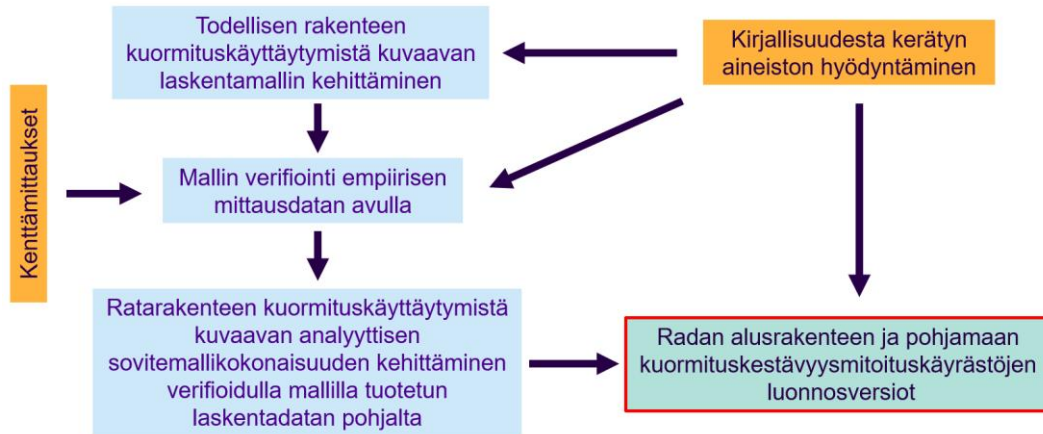 Todellisen rakenteen
kuormituskäyttäytymistä kuvaavan
laskentamallin kehittäminen
Kirjallisuudesta kerätyn
aineiston hyödyntäminen
Kenttämittaukset
Mallin verifiointi empiirisen
mittausdatan avulla
Ratarakenteen kuormituskäyttäytymistä
kuvaavan analyyttisen
sovitemallikokonaisuuden kehittäminen
verifioidulla mallilla tuotetun
laskentadatan pohjalta
Radan alusrakenteen ja pohjamaan
kuormituskestävyysmitoituskäyrästöjen
luonnosversiot